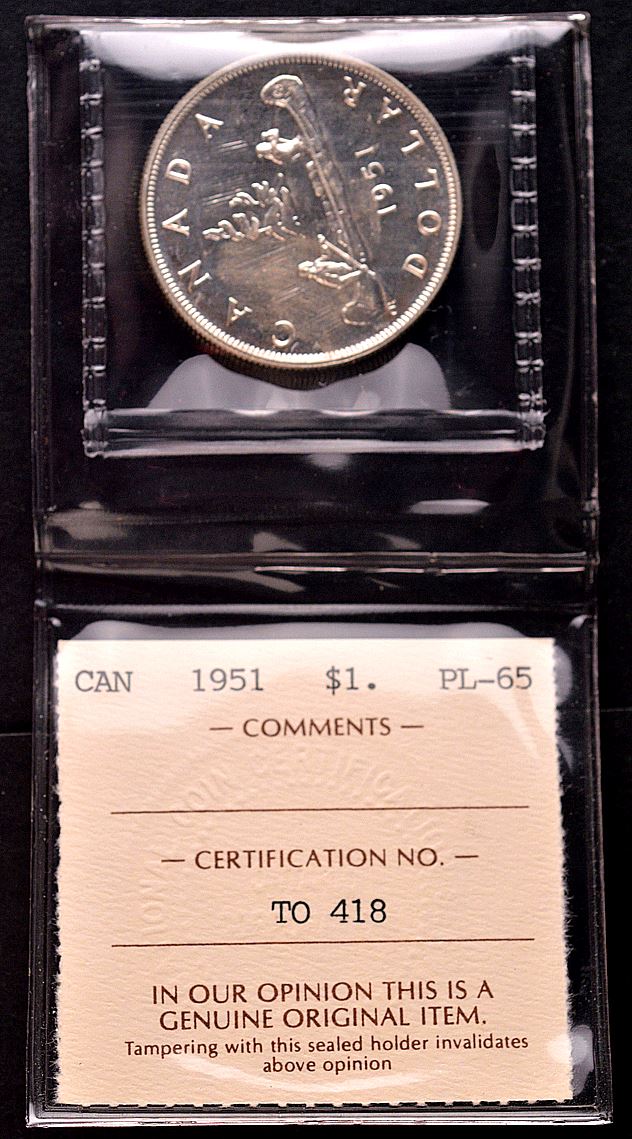 CANADA
1951
DOLLAR
CAN 1951 $1. PL-65
— COMMENTS —
— CERTIFICATION NO. —
TO 418
IN OUR OPINION THIS IS A
GENUINE ORIGINAL ITEM.
Tampering with this sealed holder invalidates
above opinion